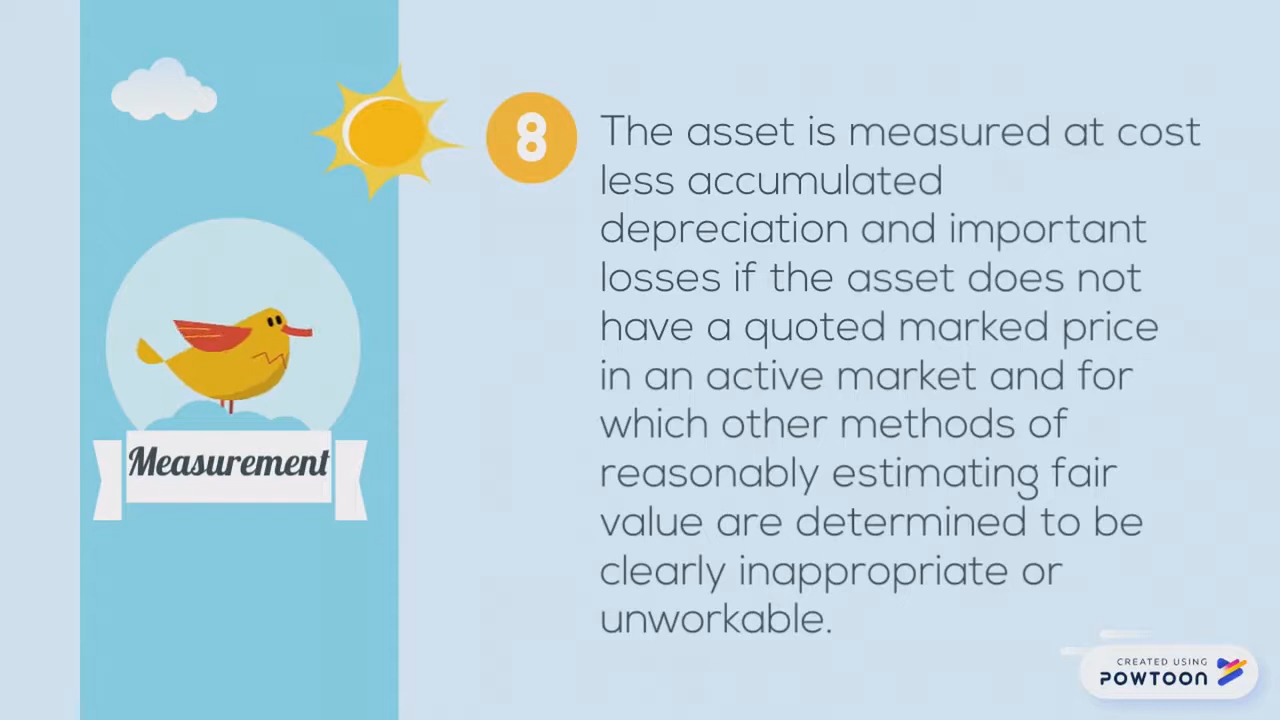 8
The asset is measured at cost
less accumulated
depreciation and important
losses if the asset does not
have a quoted marked price
in an active market and for
which other methods of
reasonably estimating fair
value are determined to be
clearly inappropriate or
unworkable.
Measurement
CREATED USING
POWTOON